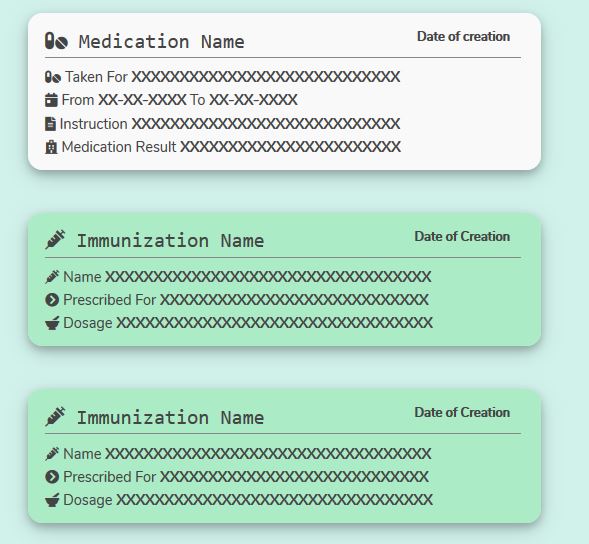 Medication Name Date of creation
Taken For XXXXXXXXXXXXXXXXXXXXXXXXXXXX
From XX-XX-XXXX To XX-XX-XXXX
Instruction XXXXXXXXXXXXXXXXXXXXXXXXXXXX
Medication Result XXXXXXXXXXXXXXXXXXXXXXX
Immunization Name Date of Creation
Name XXXXXXXXXXXXXXXXXXXXXXXXXXXXXXXXXX
Prescribed For XXXXXXXXXXXXXXXXXXXXXXXXXXXX
Dosage XXXXXXXXXXXXXXXXXXXXXXXXXXXXXXXXX
Immunization Name Date of Creation
Name XXXXXXXXXXXXXXXXXXXXXXXXXXXXXXXXXX
Prescribed For XXXXXXXXXXXXXXXXXXXXXXXXXXXX
Dosage XXXXXXXXXXXXXXXXXXXXXXXXXXXXXXXXX